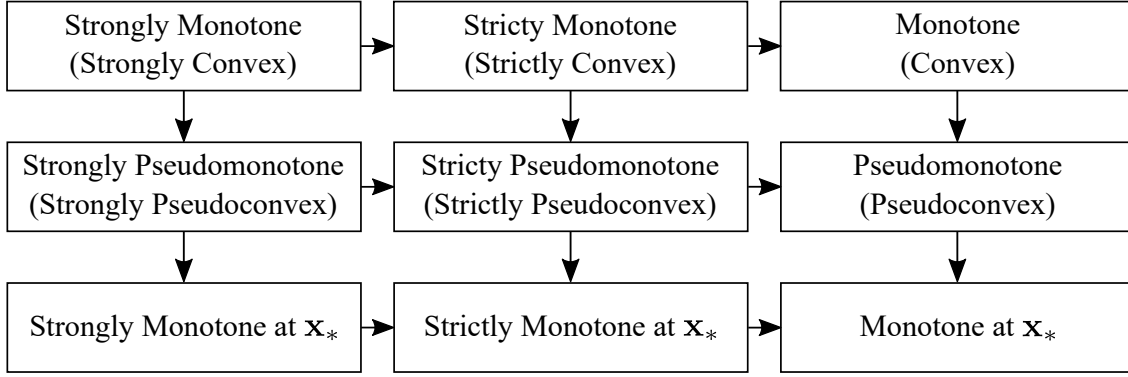 Strongly Monotone
(Strongly Convex)
Stricty Monotone
(Strictly Convex)
Monotone
(Convex)
Strongly Pseudomonotone
(Strongly Pseudoconvex)
Stricty Pseudomonotone
(Strictly Pseudoconvex)
Pseudomonotone
(Pseudoconvex)
Strongly Monotone at x∗
Strictly Monotone at x∗
Monotone at x∗